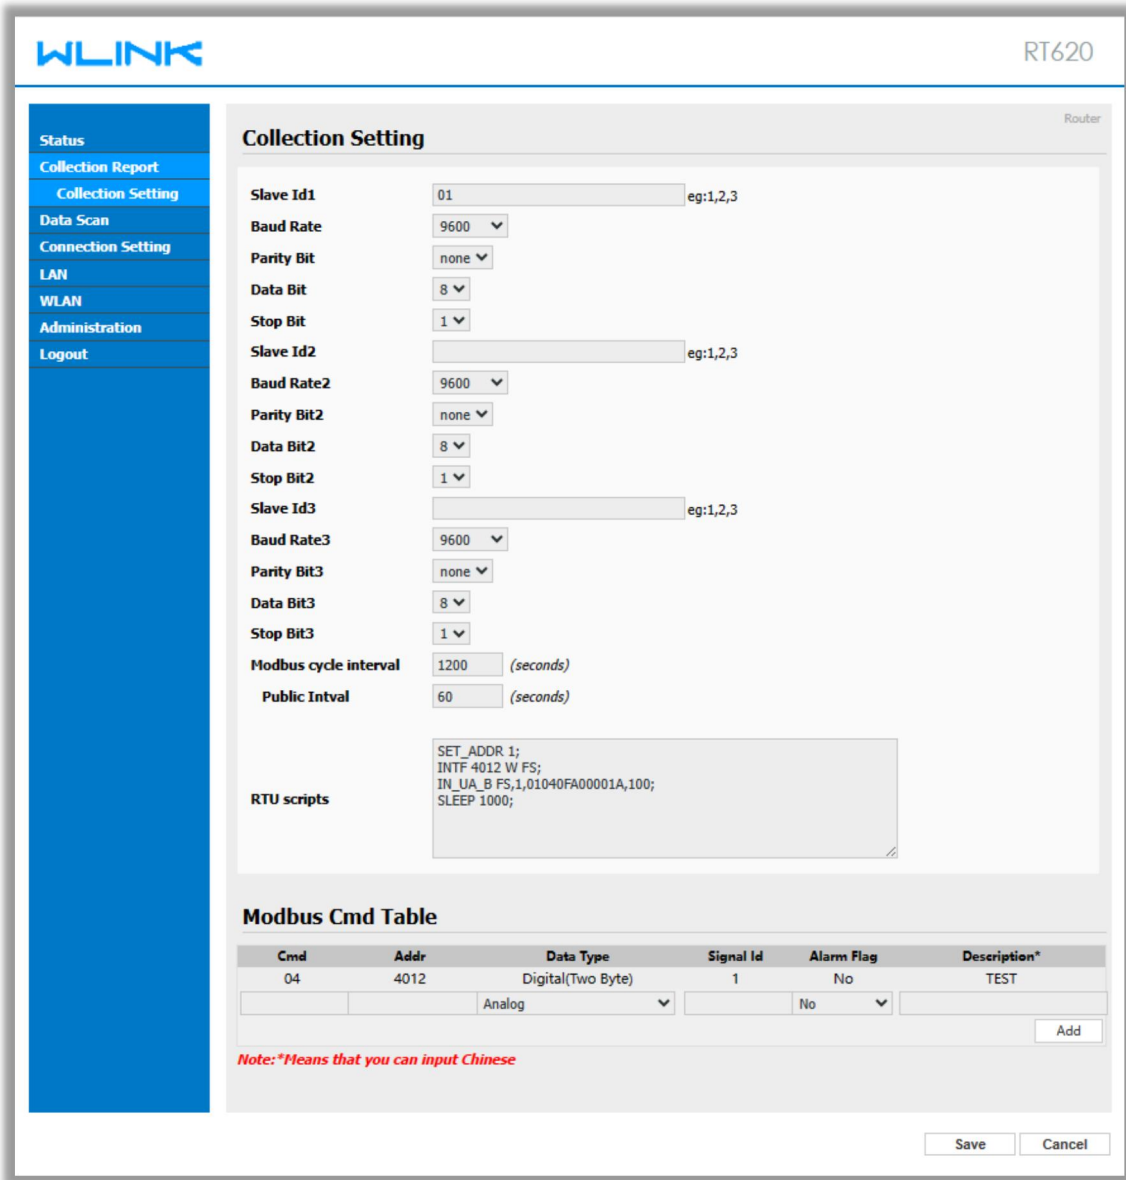 WLINK
RT620
Router
Status
Collection Report
Collection Setting
Data Scan
Connection Setting
LAN
WLAN
Administration
Logout
Collection Setting
Slave Id1 01 eg:1,2,3
Baud Rate 9600
Parity Bit none
Data Bit 8
Stop Bit 1
Slave Id2 eg:1,2,3
Baud Rate2 9600
Parity Bit2 none
Data Bit2 8
Stop Bit2 1
Slave Id3 eg:1,2,3
Baud Rate3 9600
Parity Bit3 none
Data Bit3 8
Stop Bit3 1
Modbus cycle interval 1200 (seconds)
Public Intval 60 (seconds)
RTU scripts
SET_ADDR 1;
INTF 4012 W FS;
IN_UA_B FS,1,01040FA00001A,100;
SLEEP 1000;
Modbus Cmd Table
Cmd Addr Data Type Signal Id Alarm Flag Description*
04 4012 Digital(Two Byte) 1 No TEST
Analog No
Add
Note:*Means that you can input Chinese
Save Cancel